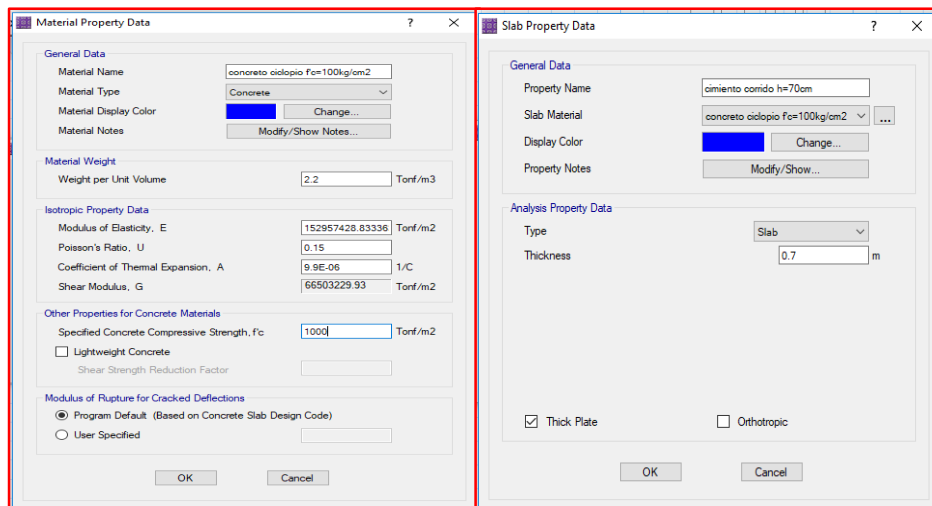 Material Property Data ? ×
General Data
Material Name concreto ciclopio f'c=100kg/cm2
Material Type Concrete
Material Display Color Change...
Material Notes Modify/Show Notes...
Material Weight
Weight per Unit Volume 2.2 Tonf/m3
Isotropic Property Data
Modulus of Elasticity, E 152957428.83336 Tonf/m2
Poisson's Ratio, U 0.15
Coefficient of Thermal Expansion, A 9.9E-06 1/C
Shear Modulus, G 66503229.93 Tonf/m2
Other Properties for Concrete Materials
Specified Concrete Compressive Strength, f'c 1000 Tonf/m2
Lightweight Concrete
Shear Strength Reduction Factor
Modulus of Rupture for Cracked Deflections
Program Default (Based on Concrete Slab Design Code)
User Specified
OK Cancel
Slab Property Data ? ×
General Data
Property Name cimiento corrido h=70cm
Slab Material concreto ciclopio f'c=100kg/cm2 ...
Display Color Change...
Property Notes Modify/Show...
Analysis Property Data
Type Slab
Thickness 0.7 m
Thick Plate Orthotropic
OK Cancel